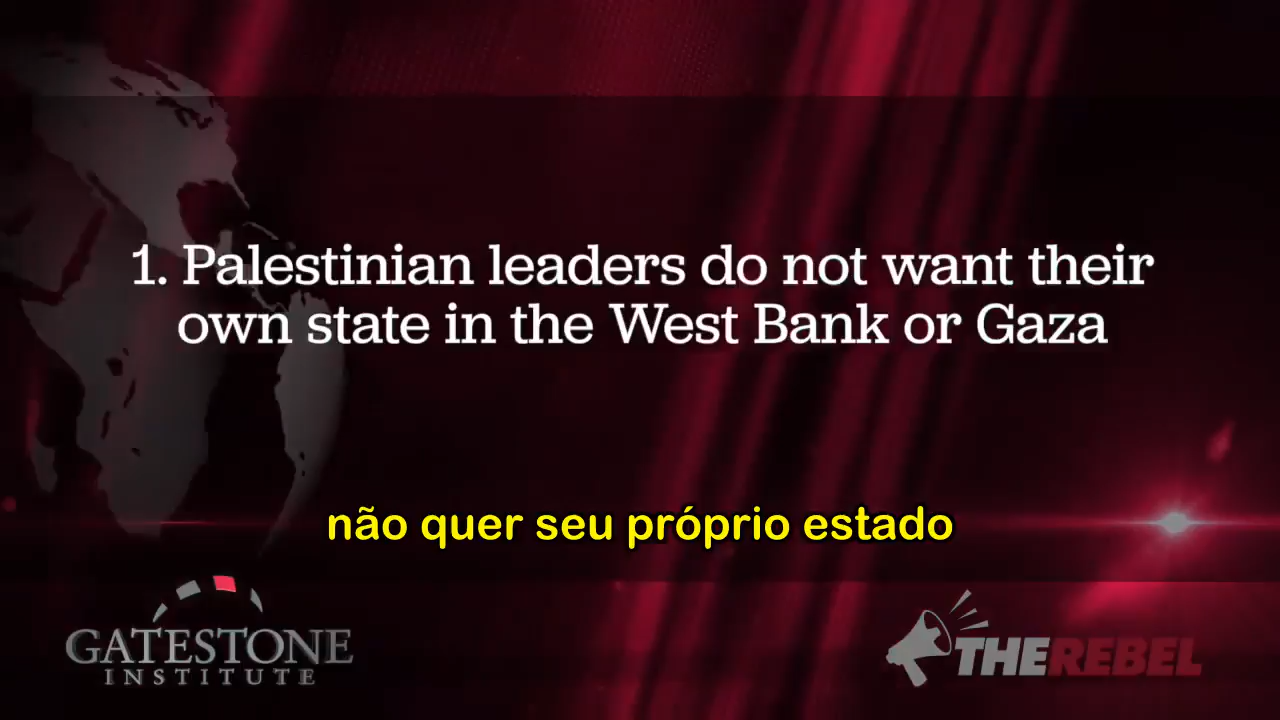 1. Palestinian leaders do not want their
own state in the West Bank or Gaza
não quer seu próprio estado
GATESTONE
INSTITUTE
THEREBEL